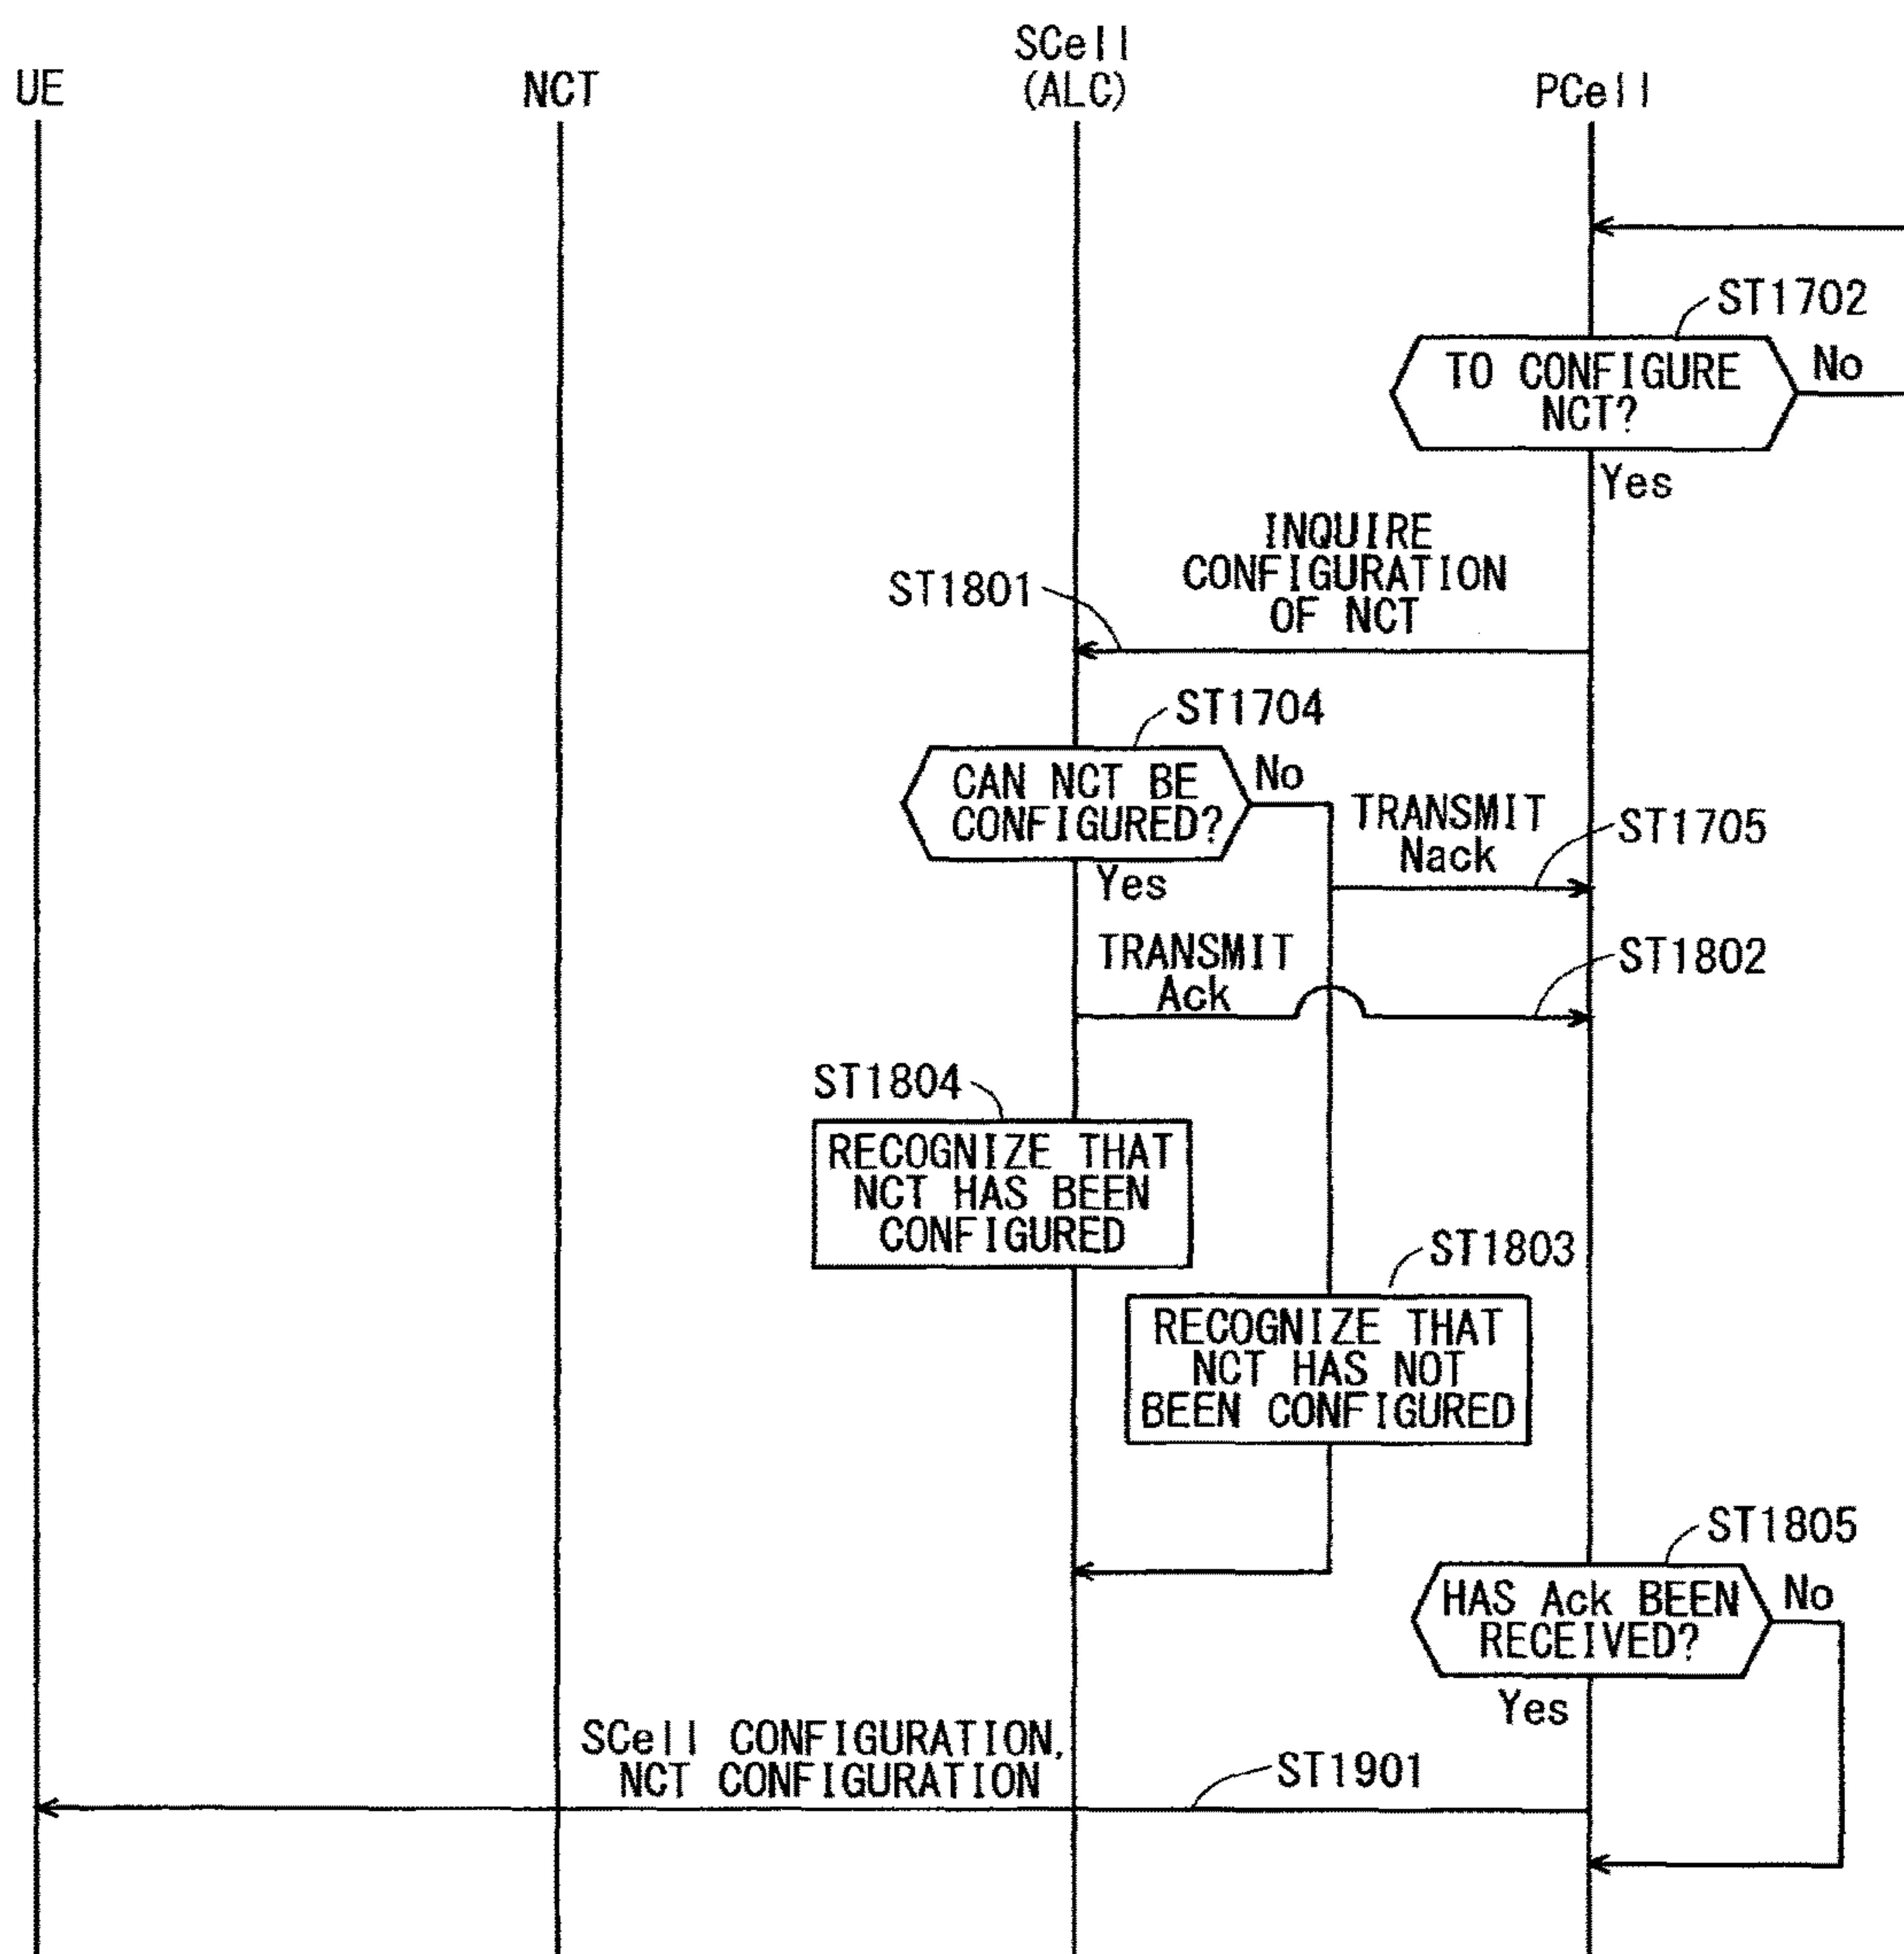 UE
NCT
SCell
(ALC)
PCell
ST1702
TO CONFIGURE
NCT?
No
Yes
INQUIRE
CONFIGURATION
OF NCT
ST1801
ST1704
CAN NCT BE
CONFIGURED?
No
Yes
TRANSMIT
Nack
ST1705
TRANSMIT
Ack
ST1802
ST1804
RECOGNIZE THAT
NCT HAS BEEN
CONFIGURED
ST1803
RECOGNIZE THAT
NCT HAS NOT
BEEN CONFIGURED
ST1805
HAS Ack BEEN
RECEIVED?
No
Yes
SCell CONFIGURATION,
NCT CONFIGURATION
ST1901